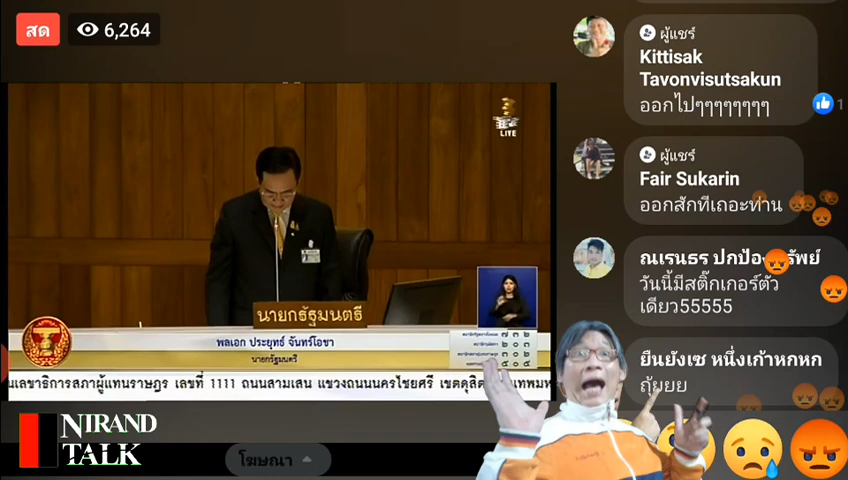 สด 6,264
LIVE
นายกรัฐมนตรี
พลเอก ประยุทธ์ จันทร์โอชา
นายกรัฐมนตรี
นเลขาธิการสภาผู้แทนราษฎร เลขที่ 1111 ถนนสามเสน แขวงถนนนครไชยศรี เขตดุสิต
NIRAND
TALK
โฆษณา
ผู้แชร์
Kittisak
Tavonvisutsakun
ออกไปๆๆๆๆๆๆๆๆ
1
ผู้แชร์
Fair Sukarin
ออกสักทีเถอะท่าน
ณเรนธร
วันนี้มีสติ๊กเกอร์ตัว
เดียว55555
ยืนยังเซ หนึ่งเก้าหกหก
ถุ้ยยย